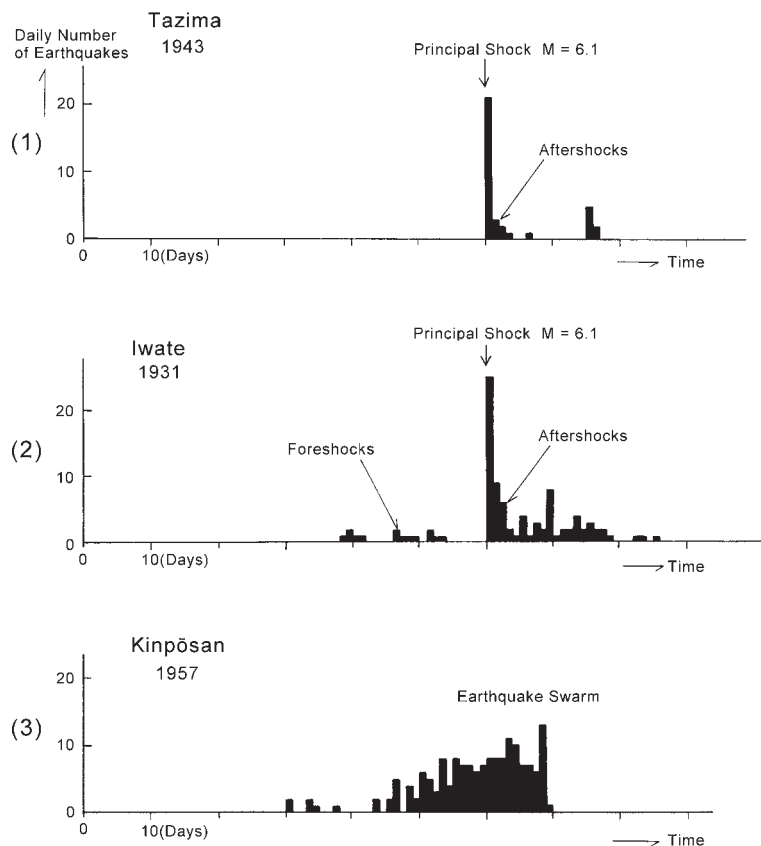 Tazima
1943
Daily Number
of Earthquakes
Principal Shock M = 6.1
20
(1)
Aftershocks
10
0
0
10(Days)
Time
Iwate
1931
Principal Shock M = 6.1
20
(2)
Foreshocks
Aftershocks
10
0
0
10(Days)
Time
Kinpōsan
1957
20
Earthquake Swarm
(3)
10
0
0
10(Days)
Time